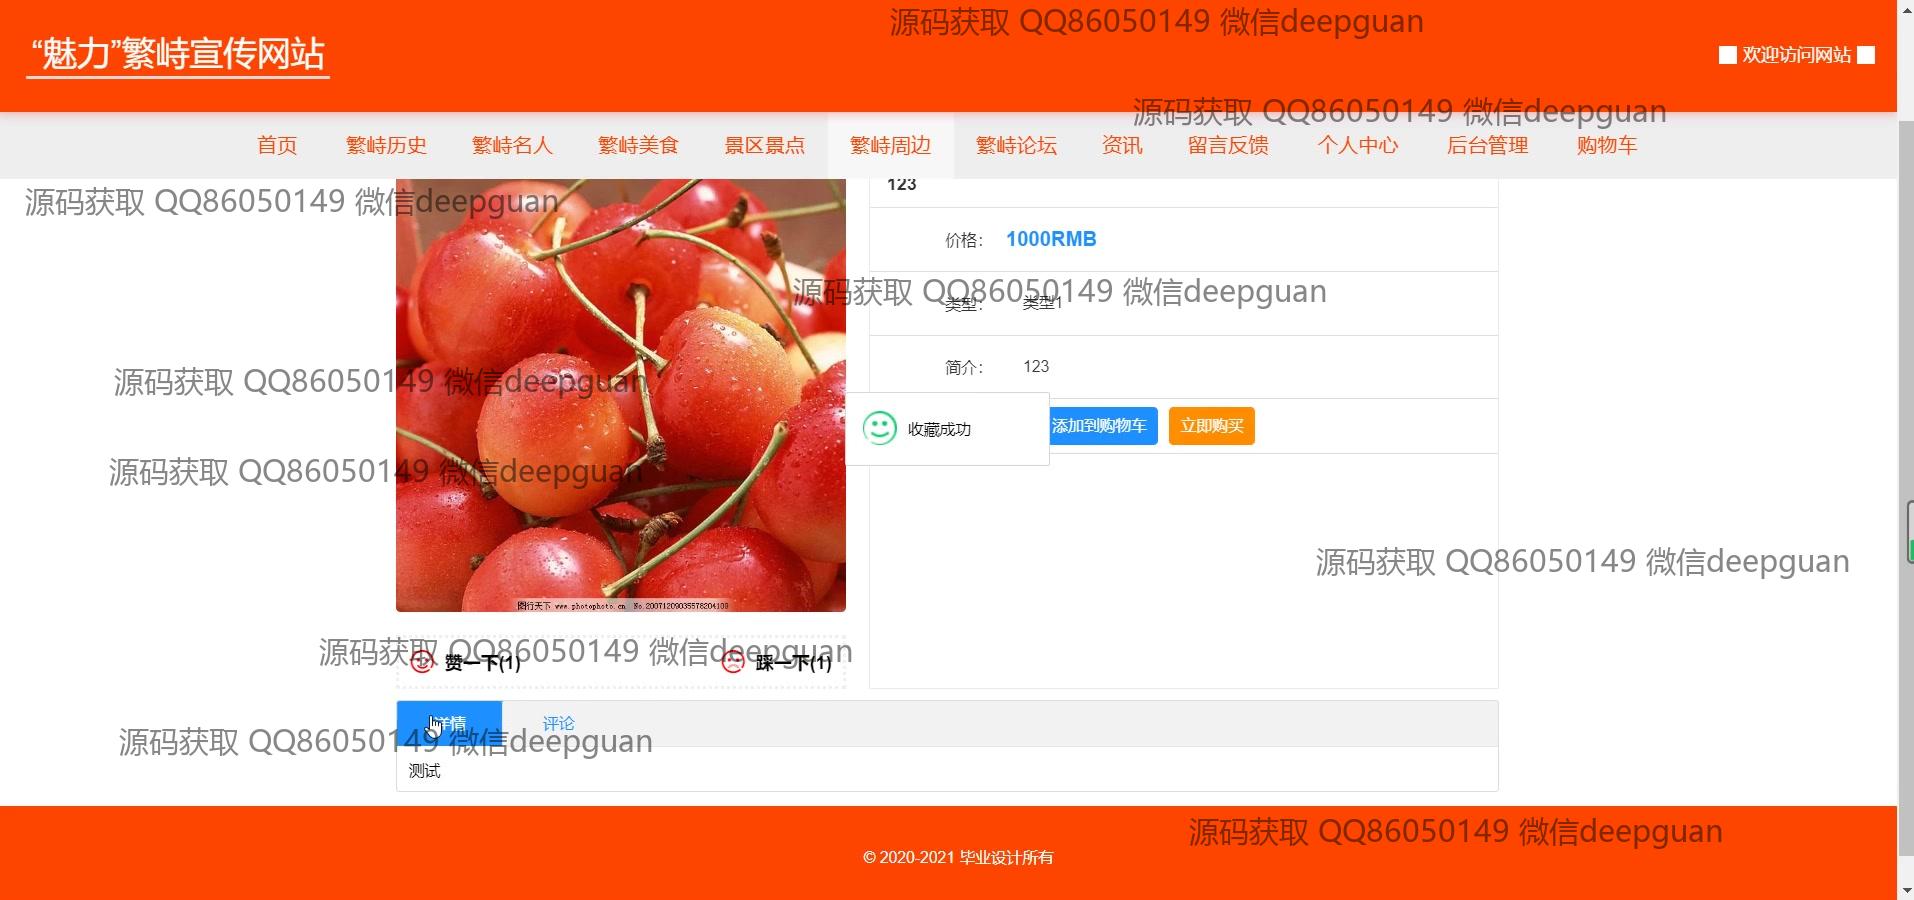 源码获取 QQ86050149 微信deepguan
“魅力”繁峙宣传网站
欢迎访问网站
源码获取 QQ86050149 微信deepguan
首页 繁峙历史 繁峙名人 繁峙美食 景区景点 繁峙周边 繁峙论坛 资讯 留言反馈 个人中心 后台管理 购物车
123
源码获取 QQ86050149 微信deepguan
价格： 1000RMB
源码获取 QQ86050149 微信deepguan
类型： 类型1
简介： 123
源码获取 QQ86050149 微信deepguan
收藏成功
添加到购物车 立即购买
源码获取 QQ86050149 微信deepguan
源码获取 QQ86050149 微信deepguan
图行天下 www.photophoto.cn No.20071209035578204109
源码获取 QQ86050149 微信deepguan
赞一下(1) 踩一下(1)
详情 评论
源码获取 QQ86050149 微信deepguan
测试
源码获取 QQ86050149 微信deepguan
© 2020-2021 毕业设计所有